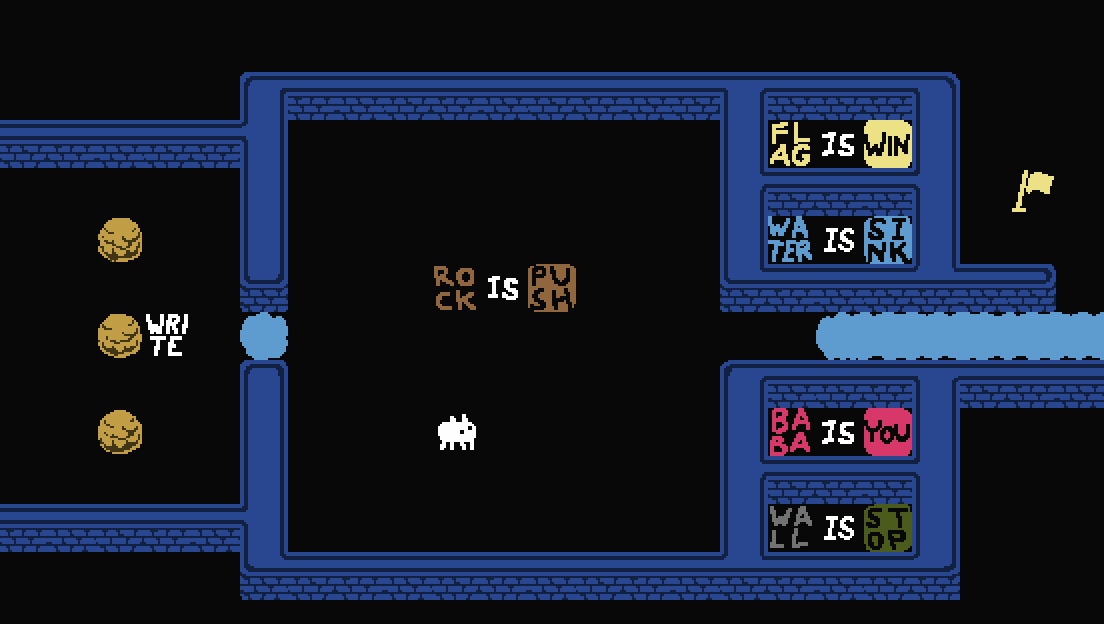 FLAG IS WIN
WATER IS SINK
ROCK IS PUSH
WRITE
BABA IS YOU
WALL IS STOP